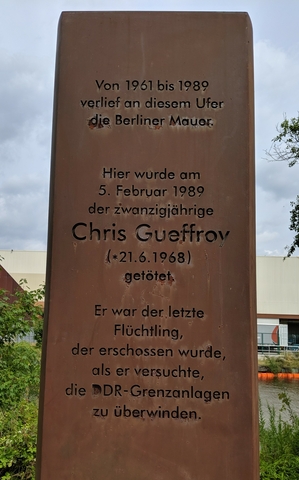 Von 1961 bis 1989
verlief an diesem Ufer
die Berliner Mauer.
Hier wurde am
5. Februar 1989
der zwanzigjährige
Chris Gueffroy
(*21.6.1968)
getötet.
Er war der letzte
Flüchtling,
der erschossen wurde,
als er versuchte,
die DDR-Grenzanlagen
zu überwinden.